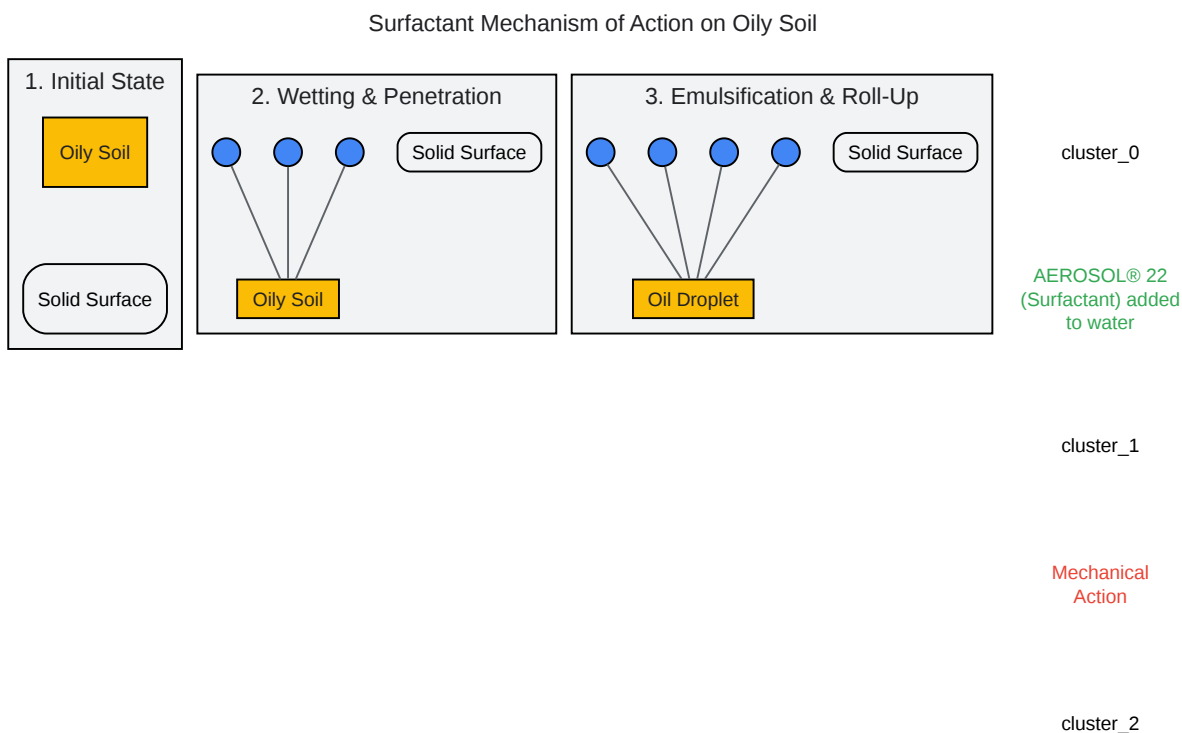 Surfactant Mechanism of Action on Oily Soil
1. Initial State
Oily Soil
Solid Surface
2. Wetting & Penetration
Solid Surface
Oily Soil
3. Emulsification & Roll-Up
Solid Surface
Oil Droplet
cluster_0
AEROSOL® 22
(Surfactant) added
to water
cluster_1
Mechanical
Action
cluster_2